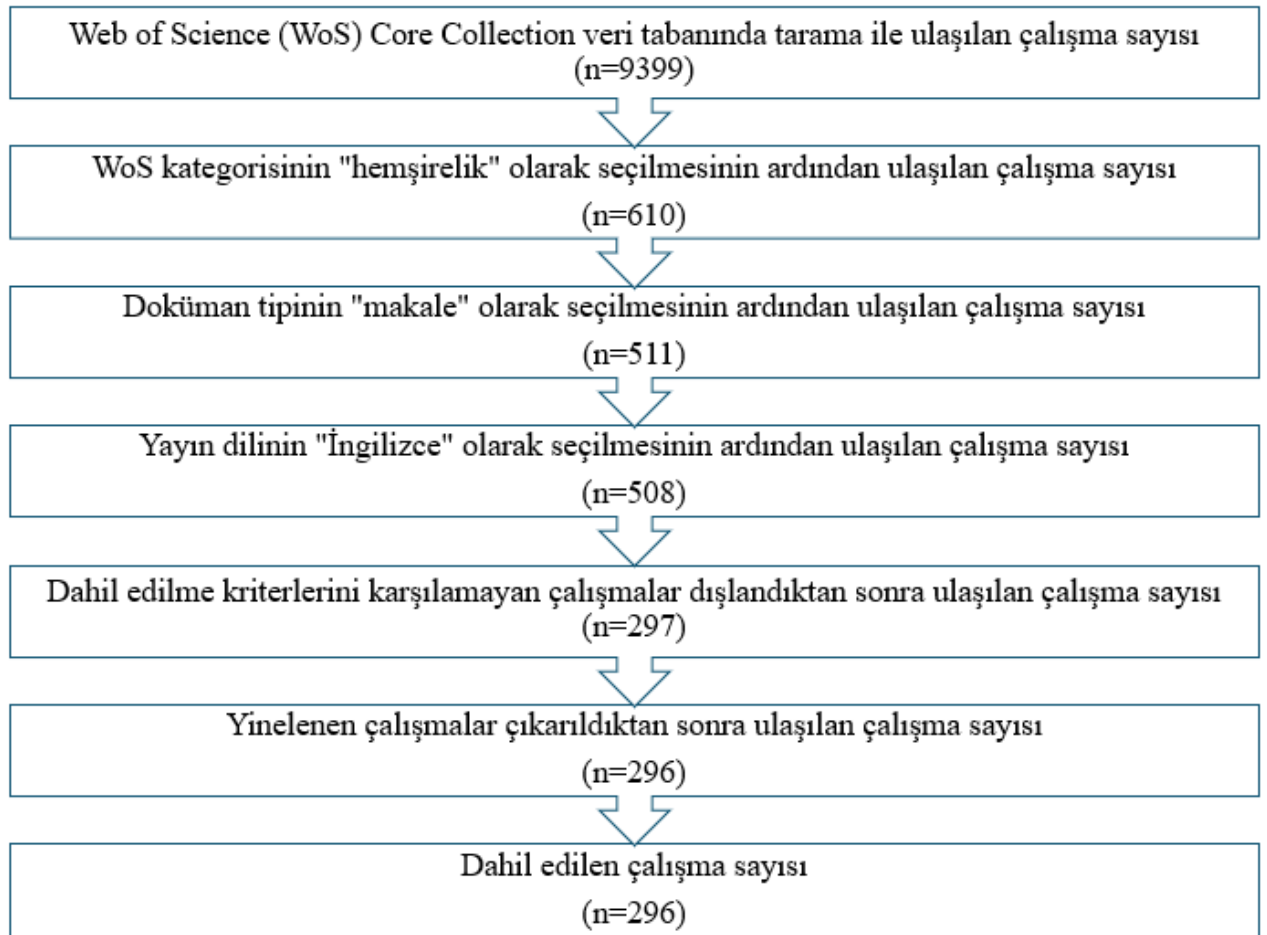 Web of Science (WoS) Core Collection veri tabanında tarama ile ulaşılan çalışma sayısı
(n=9399)
WoS kategorisinin "hemşirelik" olarak seçilmesinin ardından ulaşılan çalışma sayısı
(n=610)
Doküman tipinin "makale" olarak seçilmesinin ardından ulaşılan çalışma sayısı
(n=511)
Yayın dilinin "İngilizce" olarak seçilmesinin ardından ulaşılan çalışma sayısı
(n=508)
Dahil edilme kriterlerini karşılamayan çalışmalar dışlandıktan sonra ulaşılan çalışma sayısı
(n=297)
Yinelenen çalışmalar çıkarıldıktan sonra ulaşılan çalışma sayısı
(n=296)
Dahil edilen çalışma sayısı
(n=296)